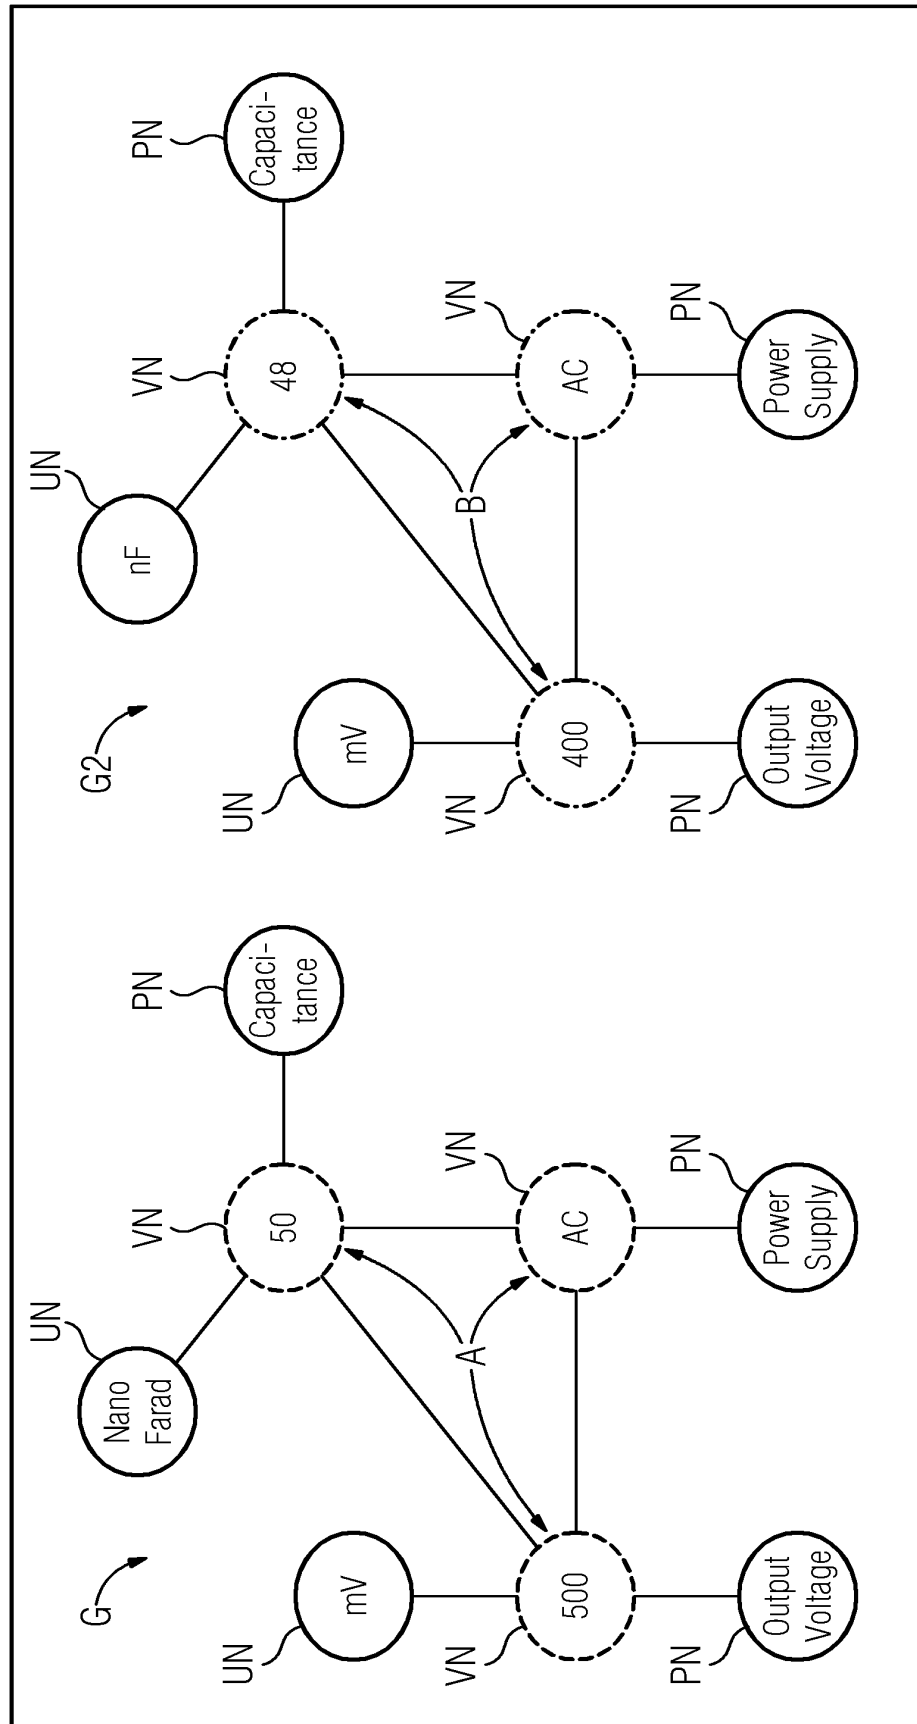 G
UN
Nano
Farad
VN
50
PN
Capaci-
tance
UN
mV
A
VN
500
VN
AC
PN
Output
Voltage
PN
Power
Supply
G2
UN
nF
VN
48
PN
Capaci-
tance
UN
mV
B
VN
400
VN
AC
PN
Output
Voltage
PN
Power
Supply